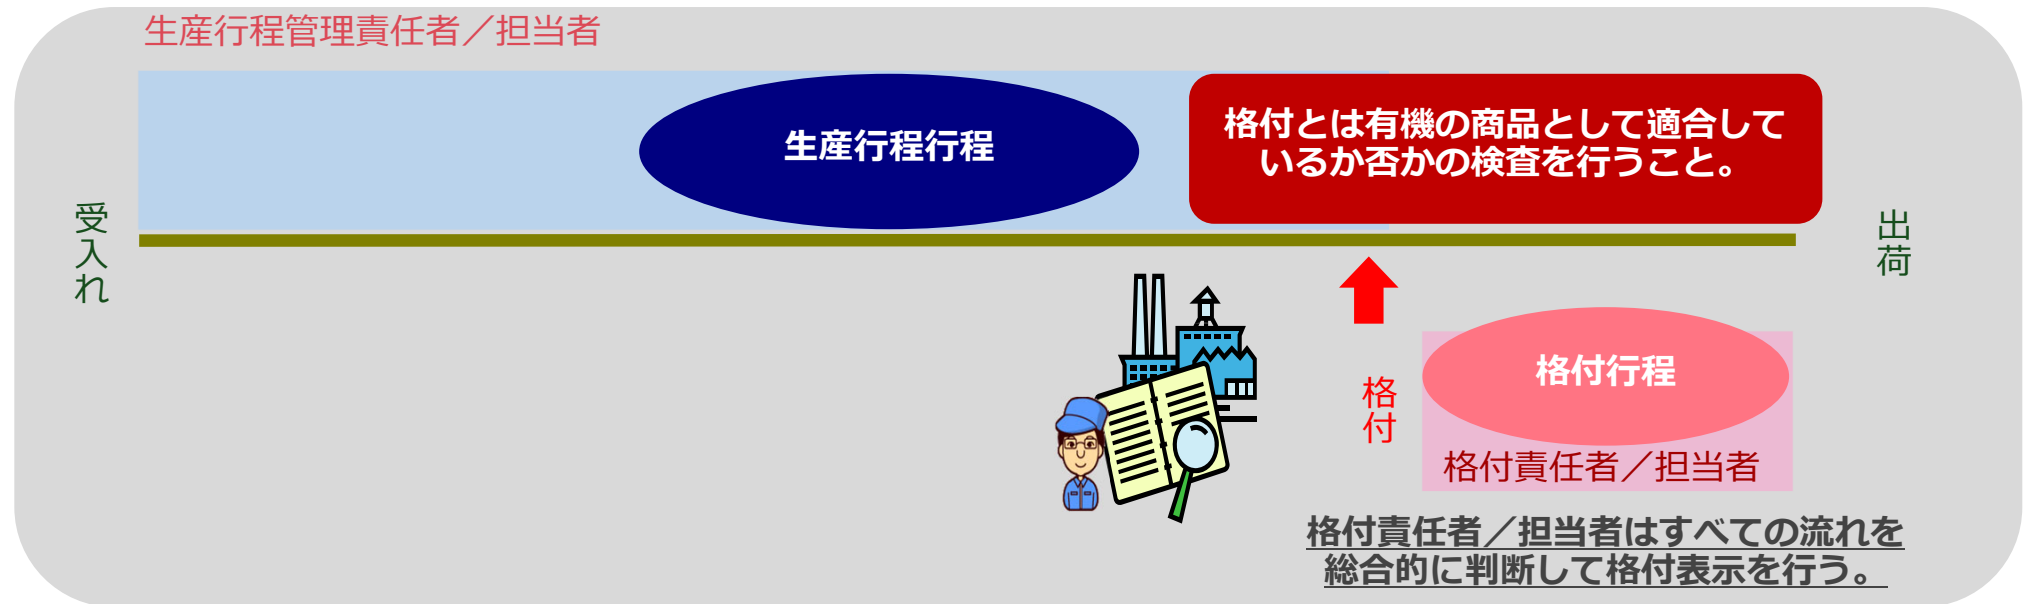 生産行程管理責任者／担当者
生産行程行程
格付とは有機の商品として適合して
いるか否かの検査を行うこと。
受入れ
出荷
格付
格付行程
格付責任者／担当者
格付責任者／担当者はすべての流れを
総合的に判断して格付表示を行う。